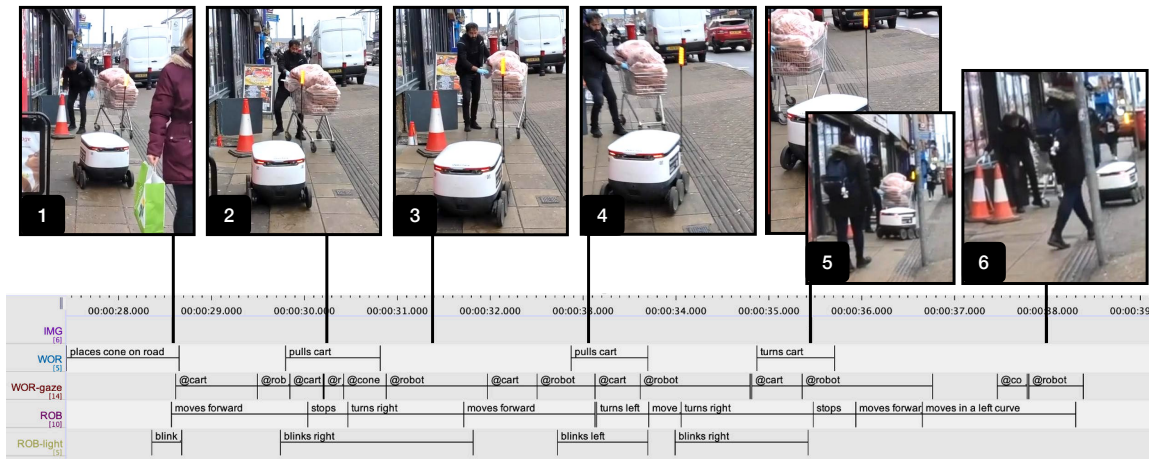 1
2
3
4
5
6
00:00:28.000 00:00:29.000 00:00:30.000 00:00:31.000 00:00:32.000 00:00:33.000 00:00:34.000 00:00:35.000 00:00:36.000 00:00:37.000 00:00:38.000 00:00:39
IMG
[6]
WOR
[5]
places cone on road pulls cart pulls cart turns cart
WOR-gaze
[14]
@cart @rob @cart @r @cone @robot @cart @robot @cart @robot @cart @robot @co @robot
ROB
[10]
moves forward stops turns right moves forward turns left move turns right stops moves forwar moves in a left curve
ROB-light
[5]
blink blinks right blinks left blinks right